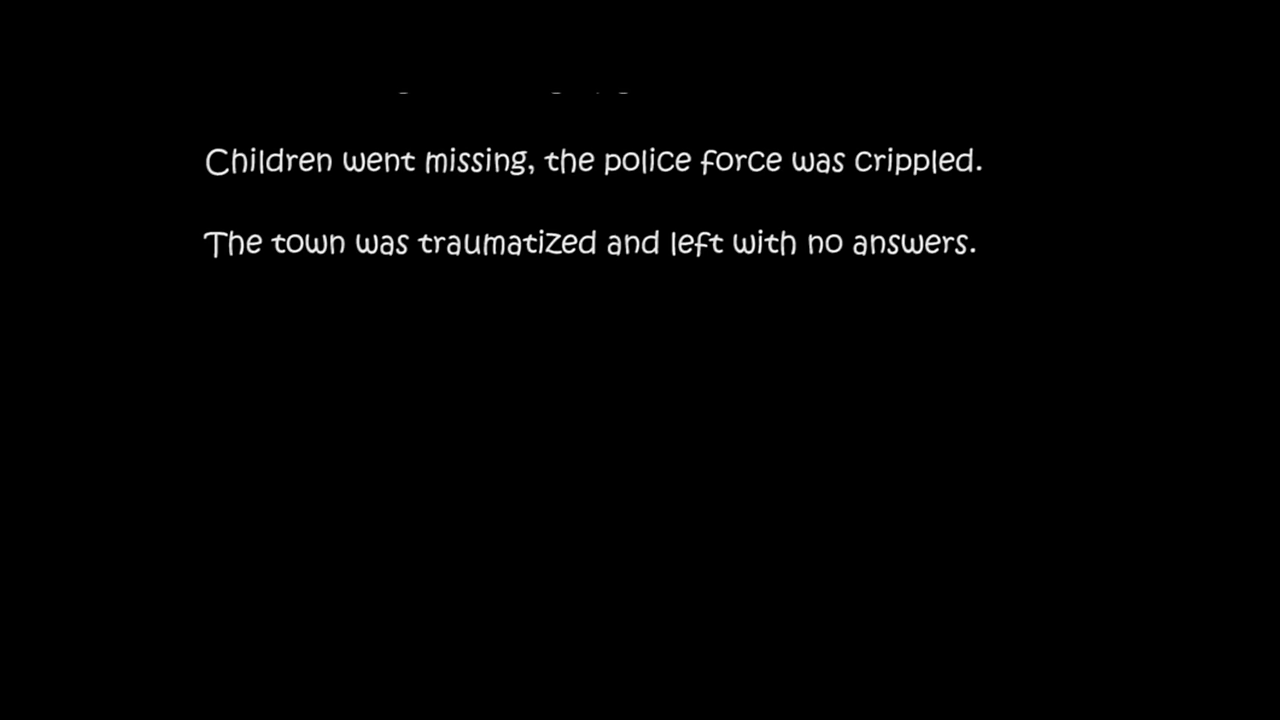 Children went missing, the police force was crippled.
The town was traumatized and left with no answers.